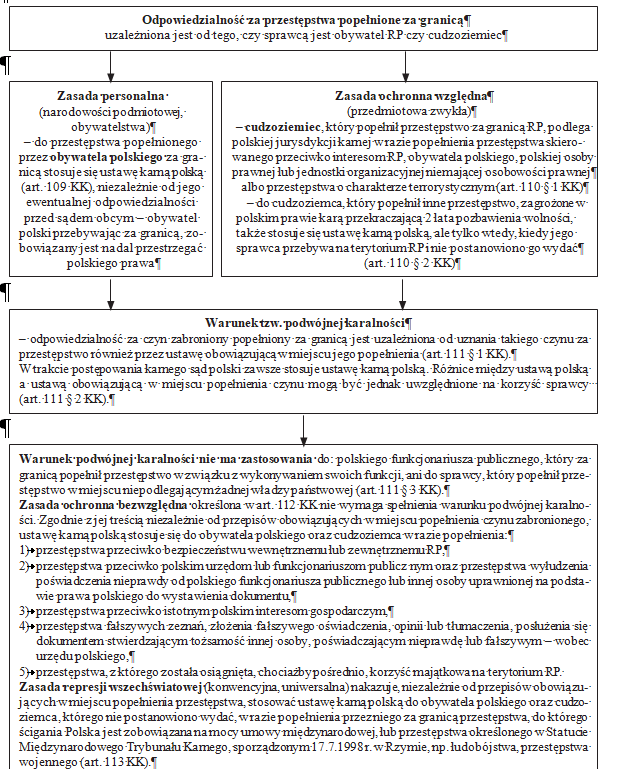 Odpowiedzialność za przestępstwa popełnione za granicą¶
uzależniona jest od tego, czy sprawcą jest obywatel RP czy cudzoziemiec¶
¶
Zasada personalna
(narodowości podmiotowej,
obywatelstwa)¶
– do przestępstwa popełnionego
przez obywatela polskiego za gra-
nicą stosuje się ustawę karną polską
(art. 109 KK), niezależnie od jego
ewentualnej odpowiedzialności
przed sądem obcym – obywatel
polski przebywając za granicą, zo-
bowiązany jest nadal przestrzegać
polskiego prawa¶
Zasada ochronna względna¶
(przedmiotowa zwykła)¶
– cudzoziemiec, który popełnił przestępstwo za granicą RP, podlega
polskiej jurysdykcji karnej w razie popełnienia przestępstwa skiero-
wanego przeciwko interesom RP, obywatela polskiego, polskiej osoby
prawnej lub jednostki organizacyjnej niemającej osobowości prawnej
albo przestępstwa o charakterze terrorystycznym (art. 110 § 1 KK)¶
– do cudzoziemca, który popełnił inne przestępstwo, zagrożone w
polskim prawie karą przekraczającą 2 lata pozbawienia wolności,
także stosuje się ustawę karną polską, ale tylko wtedy, kiedy jego
sprawca przebywa na terytorium RP i nie postanowiono go wydać¶
(art. 110 § 2 KK)¶
¶
Warunek tzw. podwójnej karalności¶
– odpowiedzialność za czyn zabroniony popełniony za granicą jest uzależniona od uznania takiego czynu za
przestępstwo również przez ustawę obowiązującą w miejscu jego popełnienia (art. 111 § 1 KK).¶
W trakcie postępowania karnego sąd polski zawsze stosuje ustawę karną polską. Różnice między ustawą polską
a ustawą obowiązującą w miejscu popełnienia czynu mogą być jednak uwzględnione na korzyść sprawcy
(art. 111 § 2 KK).¶
¶
Warunek podwójnej karalności nie ma zastosowania do: polskiego funkcjonariusza publicznego, który za
granicą popełnił przestępstwo w związku z wykonywaniem swoich funkcji, ani do sprawcy, który popełnił prze-
stępstwo w miejscu niepodlegającym żadnej władzy państwowej (art. 111 § 3 KK).¶
Zasada ochronna bezwzględna określona w art. 112 KK nie wymaga spełnienia warunku podwójnej karalno-
ści. Zgodnie z jej treścią niezależnie od przepisów obowiązujących w miejscu popełnienia czynu zabronionego,
ustawę karną polską stosuje się do obywatela polskiego oraz cudzoziemca w razie popełnienia:¶
1) przestępstwa przeciwko bezpieczeństwu wewnętrznemu lub zewnętrznemu RP,¶
2) przestępstwa przeciwko polskim urzędom lub funkcjonariuszom publicznym oraz przestępstwa wyłudzenia
poświadczenia nieprawdy od polskiego funkcjonariusza publicznego lub innej osoby uprawnionej na podsta-
wie prawa polskiego do wystawienia dokumentu,¶
3) przestępstwa przeciwko istotnym polskim interesom gospodarczym,¶
4) przestępstwa fałszywych zeznań, złożenia fałszywego oświadczenia, opinii lub tłumaczenia, posłużenia się
dokumentem stwierdzającym tożsamość innej osoby, poświadczającym nieprawdę lub fałszywym – wobec
urzędu polskiego,¶
5) przestępstwa, z którego została osiągnięta, chociażby pośrednio, korzyść majątkowa na terytorium RP.
Zasada represji wszechświatowej (konwencyjna, uniwersalna) nakazuje, niezależnie od przepisów obowiązu-
jących w miejscu popełnienia przestępstwa, stosować ustawę karną polską do obywatela polskiego oraz cudzo-
ziemca, którego nie postanowiono wydać, w razie popełnienia przez niego za granicą przestępstwa, do którego
ścigania Polska jest zobowiązana na mocy umowy międzynarodowej, lub przestępstwa określonego w Statucie
Międzynarodowego Trybunału Karnego, sporządzonym 17.7.1998 r. w Rzymie, np. ludobójstwa, przestępstwa
wojennego (art. 113 KK).¶